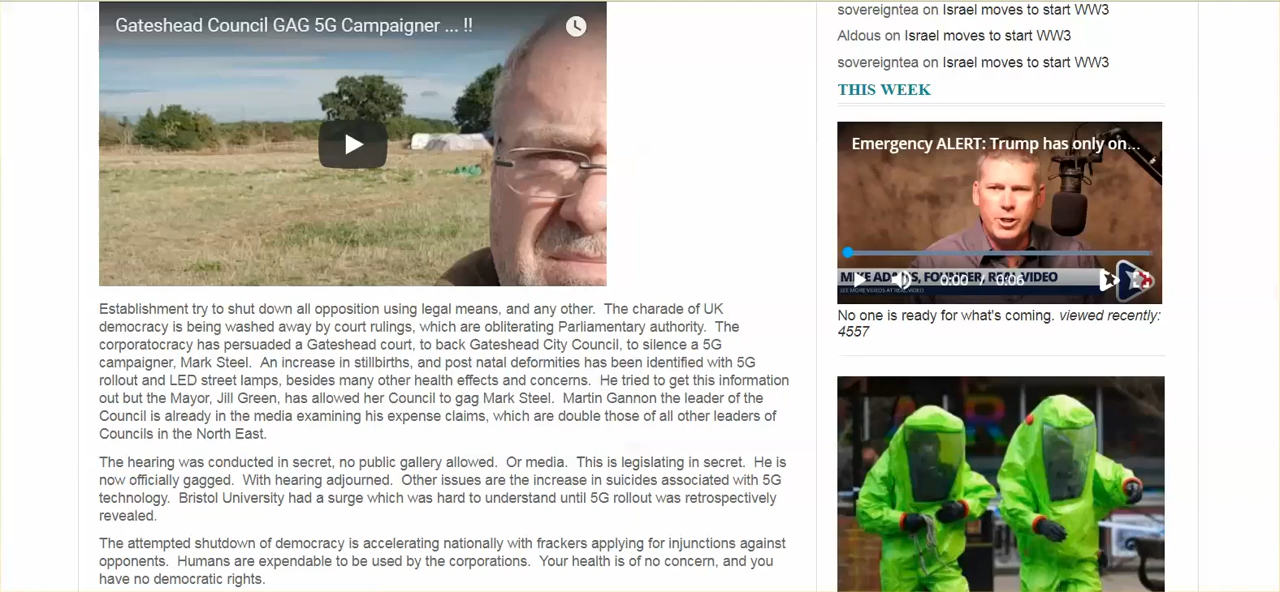 Gateshead Council GAG 5G Campaigner ... !!
Establishment try to shut down all opposition using legal means, and any other. The charade of UK
democracy is being washed away by court rulings, which are obliterating Parliamentary authority. The
corporatocracy has persuaded a Gateshead court, to back Gateshead City Council, to silence a 5G
campaigner, Mark Steel. An increase in stillbirths, and post natal deformities has been identified with 5G
rollout and LED street lamps, besides many other health effects and concerns. He tried to get this information
out but the Mayor, Jill Green, has allowed her Council to gag Mark Steel. Martin Gannon the leader of the
Council is already in the media examining his expense claims, which are double those of all other leaders of
Councils in the North East.
The hearing was conducted in secret, no public gallery allowed. Or media. This is legislating in secret. He is
now officially gagged. With hearing adjourned. Other issues are the increase in suicides associated with 5G
technology. Bristol University had a surge which was hard to understand until 5G rollout was retrospectively
revealed.
The attempted shutdown of democracy is accelerating nationally with frackers applying for injunctions against
opponents. Humans are expendable to be used by the corporations. Your health is of no concern, and you
have no democratic rights.
sovereigntea on Israel moves to start WW3
Aldous on Israel moves to start WW3
sovereigntea on Israel moves to start WW3
THIS WEEK
Emergency ALERT: Trump has only on...
FOUNDER, VIDEO
SEE MORE VIDEOS AT REAL.VIDEO
0:00 / 0:06
No one is ready for what's coming. viewed recently:
4557